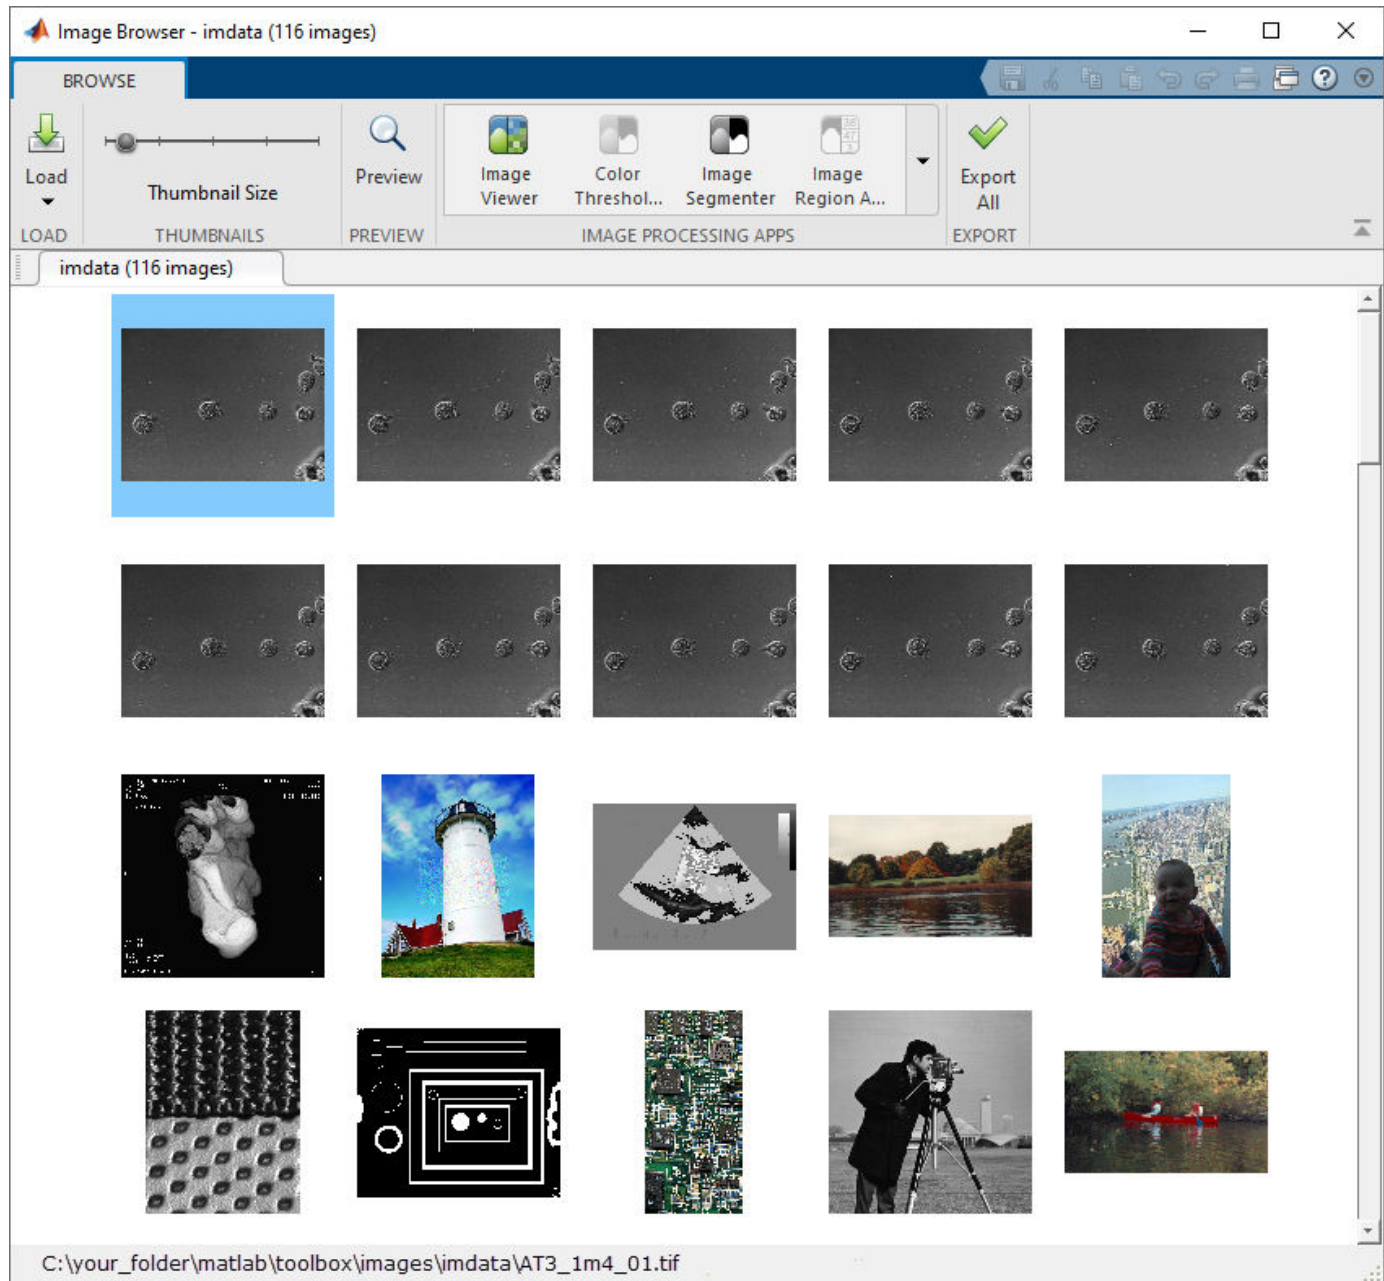 Image Browser - imdata (116 images)
BROWSE
Load
Thumbnail Size
Preview
Image
Viewer
Color
Threshol...
Image
Segmenter
Image
Region A...
Export
All
LOAD
THUMBNAILS
PREVIEW
IMAGE PROCESSING APPS
EXPORT
imdata (116 images)
C:\your_folder\matlab\toolbox\images\imdata\AT3_1m4_01.tif